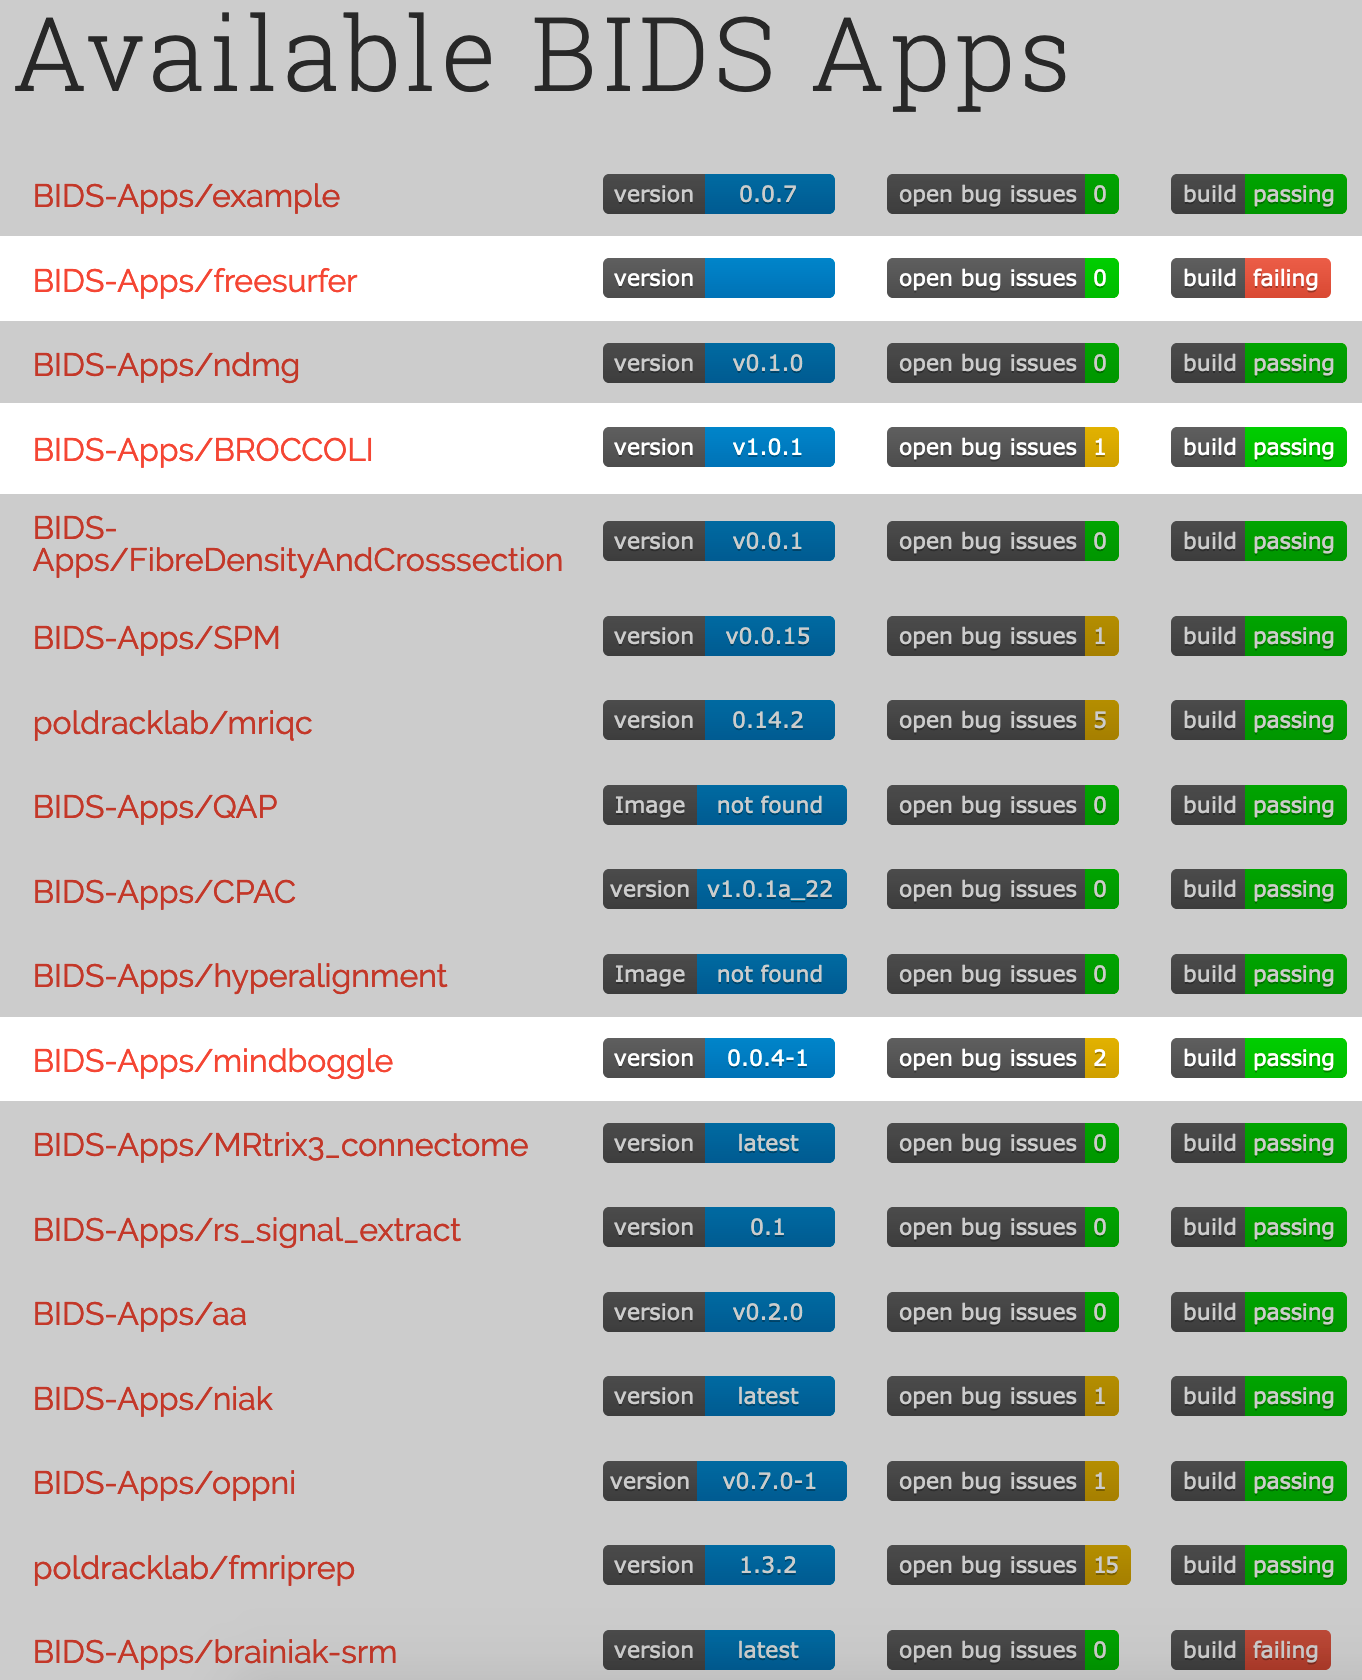 Available BIDS Apps
BIDS-Apps/example version 0.0.7 open bug issues 0 build passing
BIDS-Apps/freesurfer version open bug issues 0 build failing
BIDS-Apps/ndmg version v0.1.0 open bug issues 0 build passing
BIDS-Apps/BROCCOLI version v1.0.1 open bug issues 1 build passing
BIDS-
Apps/FibreDensityAndCrosssection version v0.0.1 open bug issues 0 build passing
BIDS-Apps/SPM version v0.0.15 open bug issues 1 build passing
poldracklab/mriqc version 0.14.2 open bug issues 5 build passing
BIDS-Apps/QAP Image not found open bug issues 0 build passing
BIDS-Apps/CPAC version v1.0.1a_22 open bug issues 0 build passing
BIDS-Apps/hyperalignment Image not found open bug issues 0 build passing
BIDS-Apps/mindboggle version 0.0.4-1 open bug issues 2 build passing
BIDS-Apps/MRtrix3_connectome version latest open bug issues 0 build passing
BIDS-Apps/rs_signal_extract version 0.1 open bug issues 0 build passing
BIDS-Apps/aa version v0.2.0 open bug issues 0 build passing
BIDS-Apps/niak version latest open bug issues 1 build passing
BIDS-Apps/oppni version v0.7.0-1 open bug issues 1 build passing
poldracklab/fmriprep version 1.3.2 open bug issues 15 build passing
BIDS-Apps/brainiak-srm version latest open bug issues 0 build failing